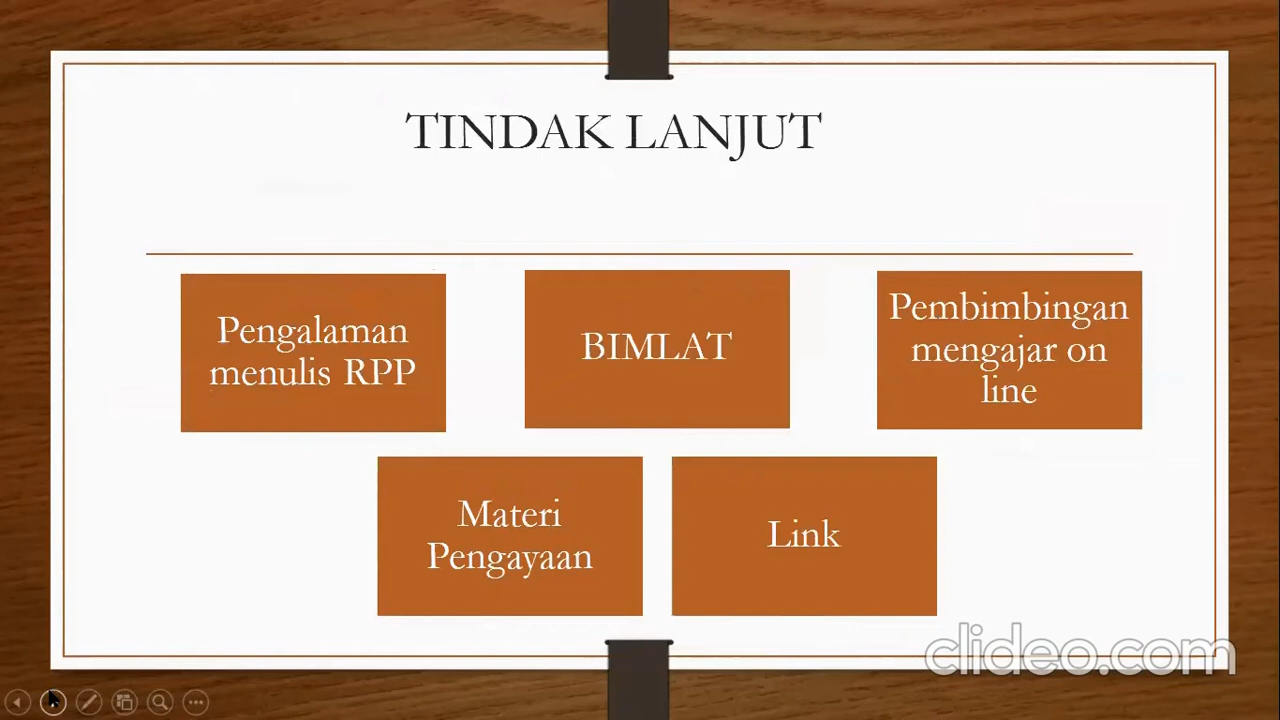 TINDAK LANJUT
Pengalaman
menulis RPP
BIMLAT
Pembimbingan
mengajar on
line
Materi
Pengayaan
Link
clideo.com